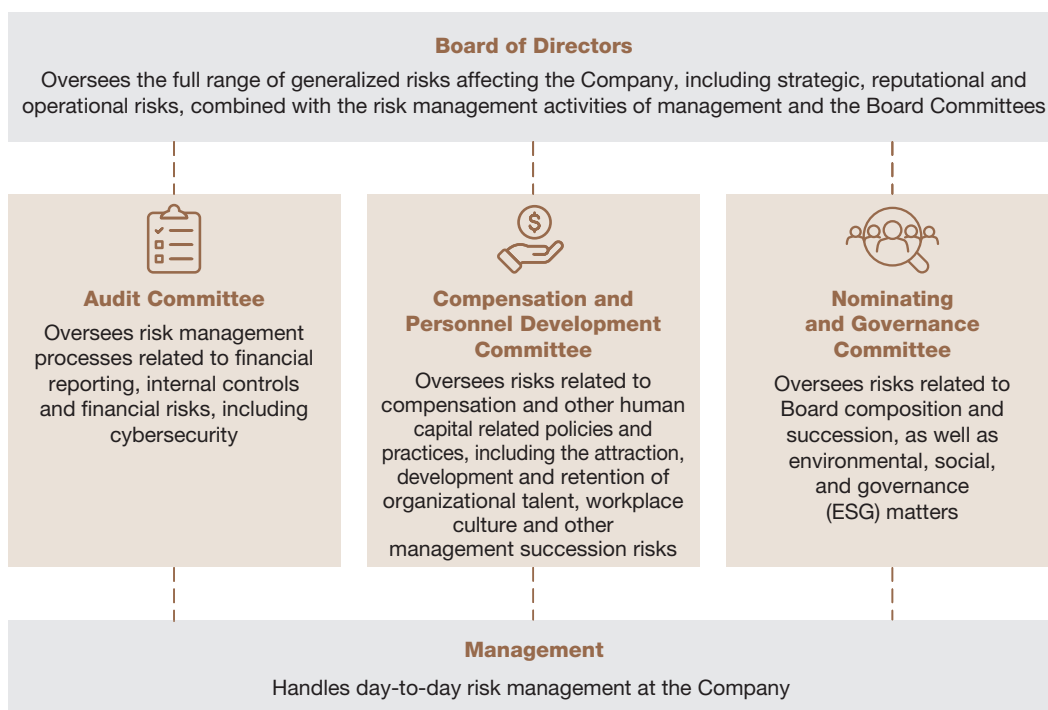 Board of Directors
Oversees the full range of generalized risks affecting the Company, including strategic, reputational and
operational risks, combined with the risk management activities of management and the Board Committees
Audit Committee
Oversees risk management
processes related to financial
reporting, internal controls
and financial risks, including
cybersecurity
$
Compensation and
Personnel Development
Committee
Oversees risks related to
compensation and other human
capital related policies and
practices, including the attraction,
development and retention of
organizational talent, workplace
culture and other
management succession risks
Nominating
and Governance
Committee
Oversees risks related to
Board composition and
succession, as well as
environmental, social,
and governance
(ESG) matters
Management
Handles day-to-day risk management at the Company